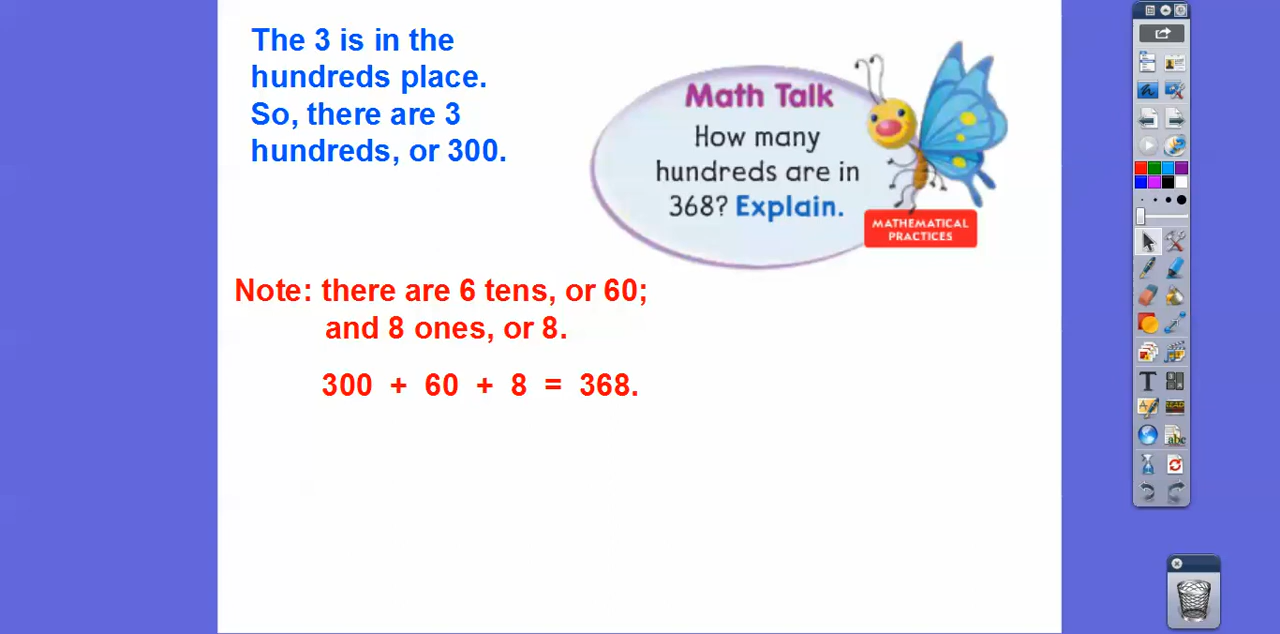 The 3 is in the
hundreds place.
So, there are 3
hundreds, or 300.
Math Talk
How many
hundreds are in
368? Explain.
MATHEMATICAL
PRACTICES
Note: there are 6 tens, or 60;
and 8 ones, or 8.
300 + 60 + 8 = 368.